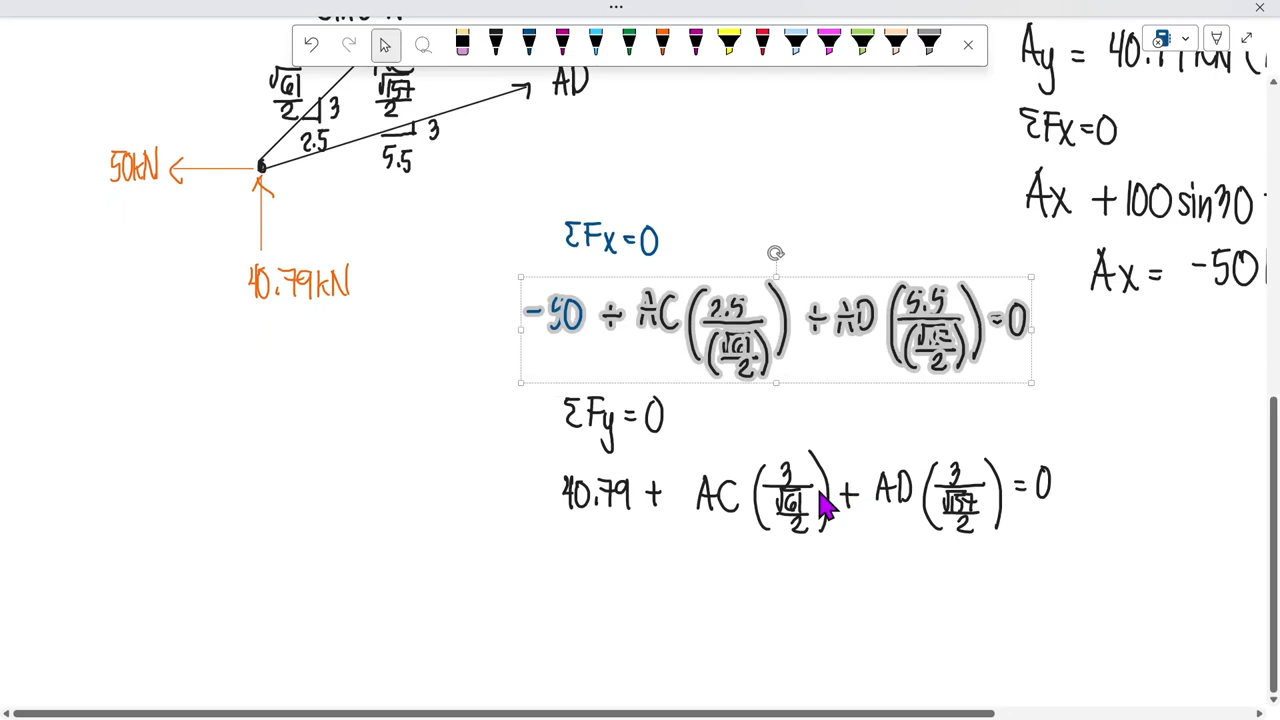 Ay = 40.79 kN (
√61/2
3
2.5
√157/2
AD
3
5.5
50kN
40.79kN
ΣFx=0
Ax + 100 sin30
Ax = -50
ΣFx=0
-50 + AC (2.5/(√61/2)) + AD (5.5/(√157/2)) = 0
ΣFy = 0
40.79 + AC (3/(√61/2)) + AD (3/(√157/2)) = 0